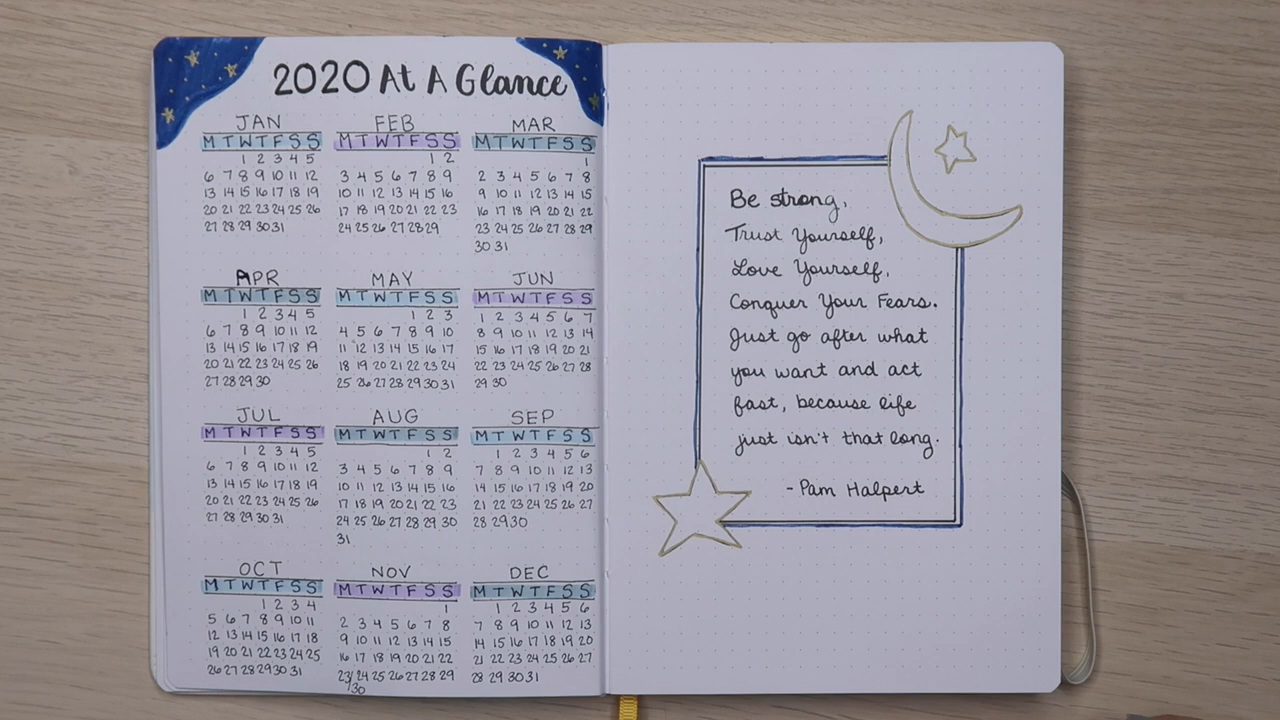 2020 At A Glance
JAN
M T W T F S S
1 2 3 4 5
6 7 8 9 10 11 12
13 14 15 16 17 18 19
20 21 22 23 24 25 26
27 28 29 30 31
FEB
M T W T F S S
1 2
3 4 5 6 7 8 9
10 11 12 13 14 15 16
17 18 19 20 21 22 23
24 25 26 27 28 29
MAR
M T W T F S S
1
2 3 4 5 6 7 8
9 10 11 12 13 14 15
16 17 18 19 20 21 22
23 24 25 26 27 28 29
30 31
APR
M T W T F S S
1 2 3 4 5
6 7 8 9 10 11 12
13 14 15 16 17 18 19
20 21 22 23 24 25 26
27 28 29 30
MAY
M T W T F S S
1 2 3
4 5 6 7 8 9 10
11 12 13 14 15 16 17
18 19 20 21 22 23 24
25 26 27 28 29 30 31
JUN
M T W T F S S
1 2 3 4 5 6 7
8 9 10 11 12 13 14
15 16 17 18 19 20 21
22 23 24 25 26 27 28
29 30
JUL
M T W T F S S
1 2 3 4 5
6 7 8 9 10 11 12
13 14 15 16 17 18 19
20 21 22 23 24 25 26
27 28 29 30 31
AUG
M T W T F S S
1 2
3 4 5 6 7 8 9
10 11 12 13 14 15 16
17 18 19 20 21 22 23
24 25 26 27 28 29 30
31
SEP
M T W T F S S
1 2 3 4 5 6
7 8 9 10 11 12 13
14 15 16 17 18 19 20
21 22 23 24 25 26 27
28 29 30
OCT
M T W T F S S
1 2 3 4
5 6 7 8 9 10 11
12 13 14 15 16 17 18
19 20 21 22 23 24 25
26 27 28 29 30 31
NOV
M T W T F S S
1
2 3 4 5 6 7 8
9 10 11 12 13 14 15
16 17 18 19 20 21 22
23/30 24 25 26 27 28 29
DEC
M T W T F S S
1 2 3 4 5 6
7 8 9 10 11 12 13
14 15 16 17 18 19 20
21 22 23 24 25 26 27
28 29 30 31
Be strong,
Trust Yourself,
Love Yourself,
Conquer Your Fears.
Just go after what
you want and act
fast, because life
just isn't that long.
- Pam Halpert